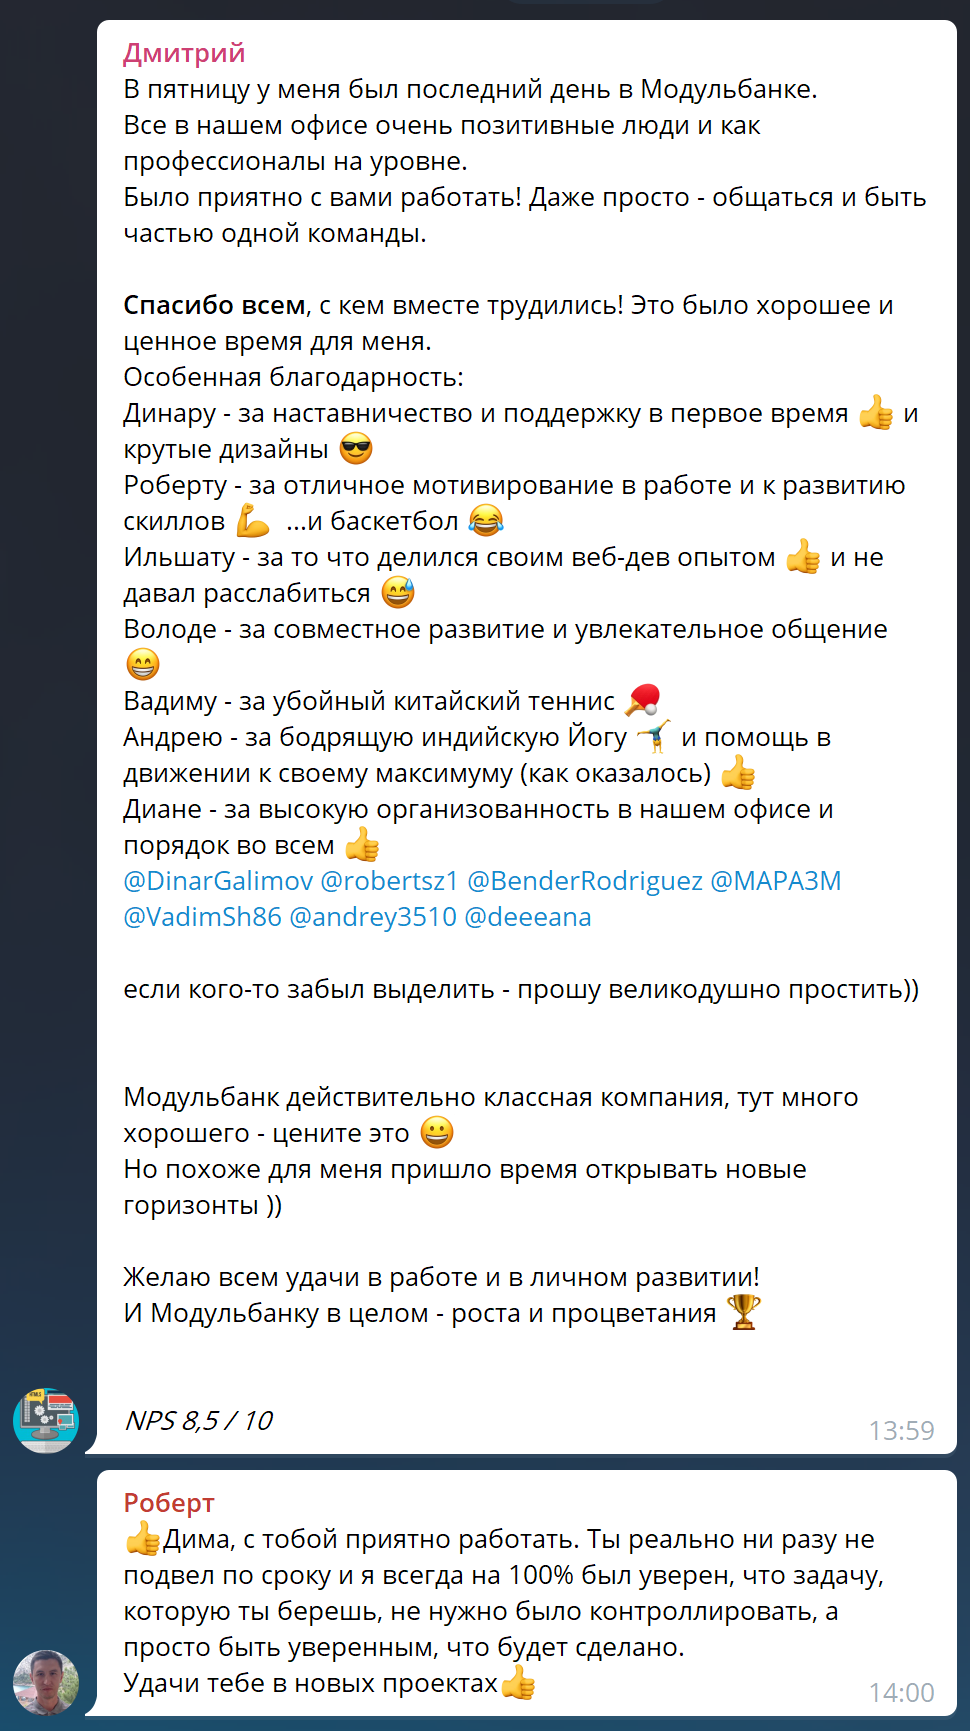 Дмитрий
В пятницу у меня был последний день в Модульбанке.
Все в нашем офисе очень позитивные люди и как
профессионалы на уровне.
Было приятно с вами работать! Даже просто - общаться и быть
частью одной команды.
Спасибо всем, с кем вместе трудились! Это было хорошее и
ценное время для меня.
Особенная благодарность:
Динару - за наставничество и поддержку в первое время 👍 и
крутые дизайны 😎
Роберту - за отличное мотивирование в работе и к развитию
скиллов 💪 ...и баскетбол 😂
Ильшату - за то что делился своим веб-дев опытом 👍 и не
давал расслабиться 😅
Володе - за совместное развитие и увлекательное общение
😁
Вадиму - за убойный китайский теннис 🏓
Андрею - за бодрящую индийскую Йогу 🤸‍♂️ и помощь в
движении к своему максимуму (как оказалось) 👍
Диане - за высокую организованность в нашем офисе и
порядок во всем 👍
@DinarGalimov @robertsz1 @BenderRodriguez @MAPA3M
@VadimSh86 @andrey3510 @deeeana
если кого-то забыл выделить - прошу великодушно простить))
Модульбанк действительно классная компания, тут много
хорошего - цените это 😀
Но похоже для меня пришло время открывать новые
горизонты ))
Желаю всем удачи в работе и в личном развитии!
И Модульбанку в целом - роста и процветания 🏆
NPS 8,5 / 10
13:59
Роберт
👍Дима, с тобой приятно работать. Ты реально ни разу не
подвел по сроку и я всегда на 100% был уверен, что задачу,
которую ты берешь, не нужно было контроллировать, а
просто быть уверенным, что будет сделано.
Удачи тебе в новых проектах👍
14:00